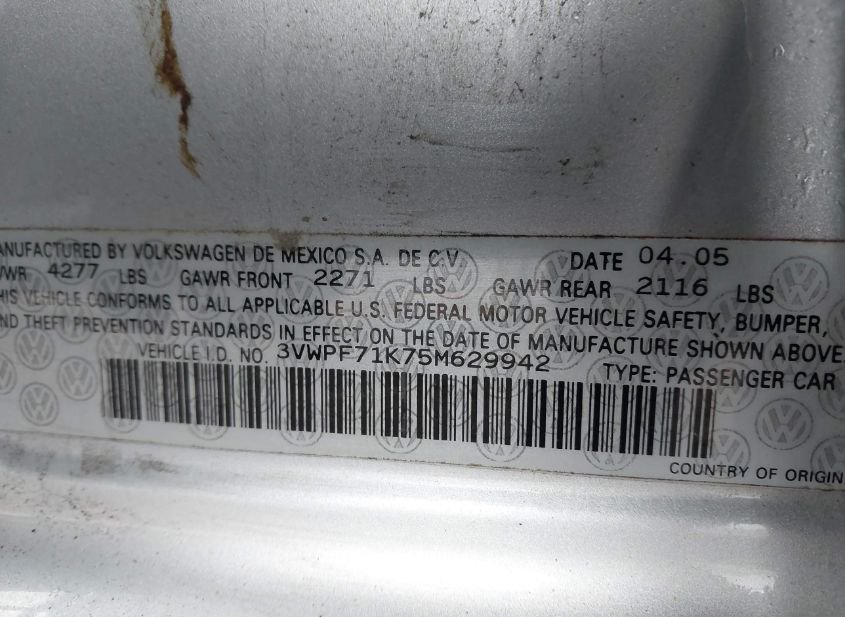 ANUFACTURED BY VOLKSWAGEN DE MEXICO S.A. DE C.V. DATE 04.05
VWR 4277 LBS GAWR FRONT 2271 LBS GAWR REAR 2116 LBS
HIS VEHICLE CONFORMS TO ALL APPLICABLE U.S. FEDERAL MOTOR VEHICLE SAFETY, BUMPER,
ND THEFT PREVENTION STANDARDS IN EFFECT ON THE DATE OF MANUFACTURE SHOWN ABOVE.
VEHICLE I.D. NO. 3VWPF71K75M629942 TYPE: PASSENGER CAR
COUNTRY OF ORIGIN